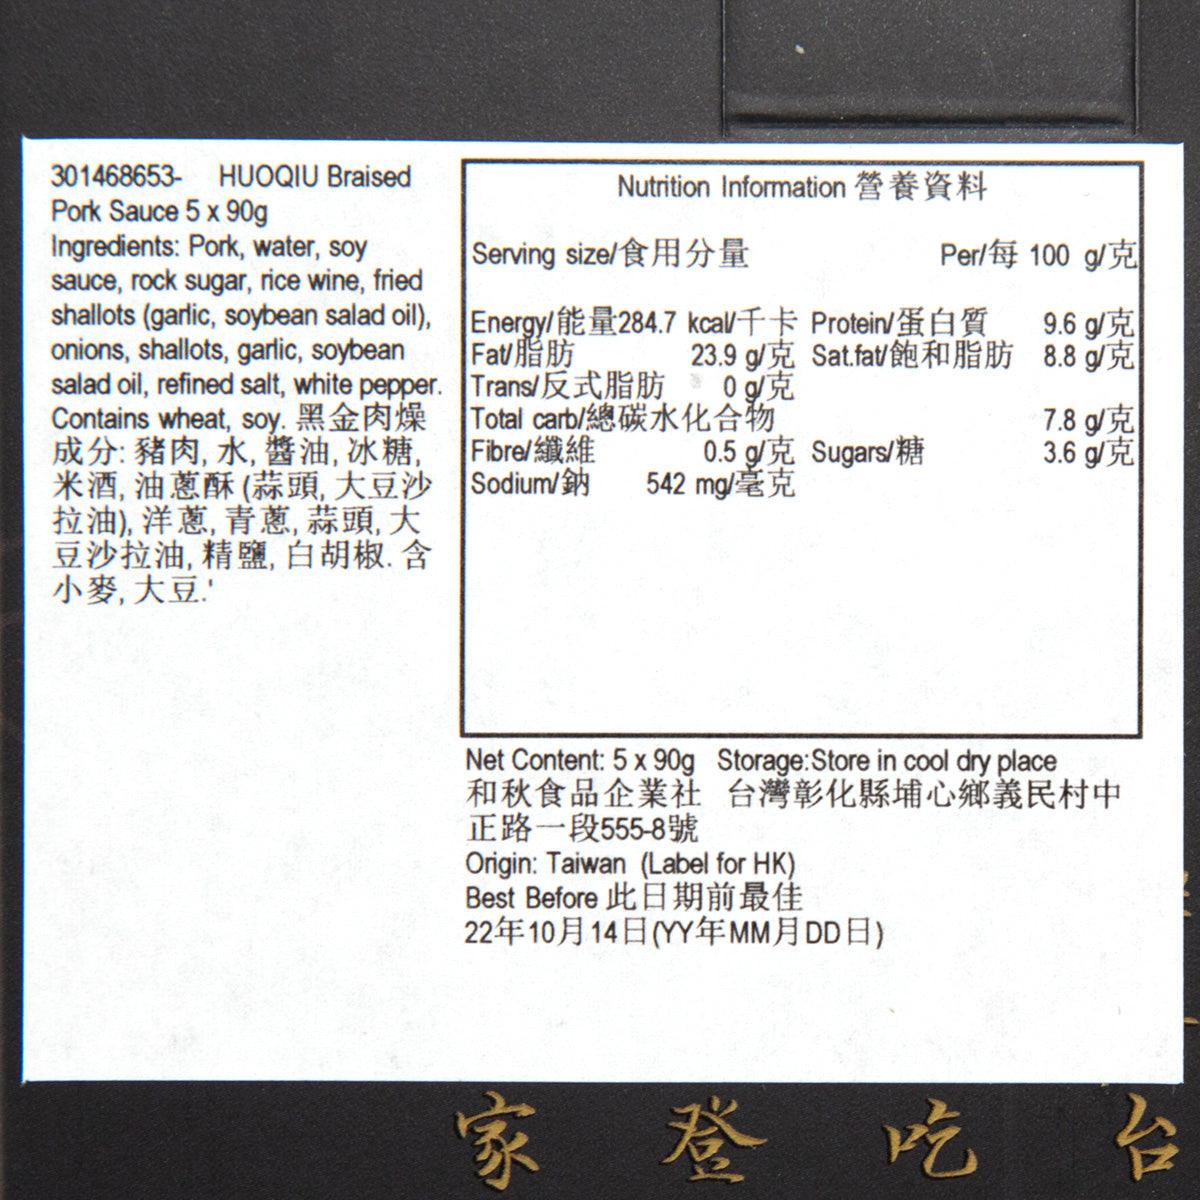 301468653- HUOQIU Braised
Pork Sauce 5 x 90g
Ingredients: Pork, water, soy
sauce, rock sugar, rice wine, fried
shallots (garlic, soybean salad oil),
onions, shallots, garlic, soybean
salad oil, refined salt, white pepper.
Contains wheat, soy. 黑金肉燥
成分: 豬肉, 水, 醬油, 冰糖,
米酒, 油蔥酥 (蒜頭, 大豆沙
拉油), 洋蔥, 青蔥, 蒜頭, 大
豆沙拉油, 精鹽, 白胡椒. 含
小麥, 大豆.'
Nutrition Information 營養資料
Serving size/食用分量 Per/每 100 g/克
Energy/能量284.7 kcal/千卡 Protein/蛋白質 9.6 g/克
Fat/脂肪 23.9 g/克 Sat.fat/飽和脂肪 8.8 g/克
Trans/反式脂肪 0 g/克
Total carb/總碳水化合物 7.8 g/克
Fibre/纖維 0.5 g/克 Sugars/糖 3.6 g/克
Sodium/鈉 542 mg/毫克
Net Content: 5 x 90g Storage:Store in cool dry place
和秋食品企業社 台灣彰化縣埔心鄉義民村中
正路一段555-8號
Origin: Taiwan (Label for HK)
Best Before 此日期前最佳
22年10月14日(YY年MM月DD日)
家登吃台